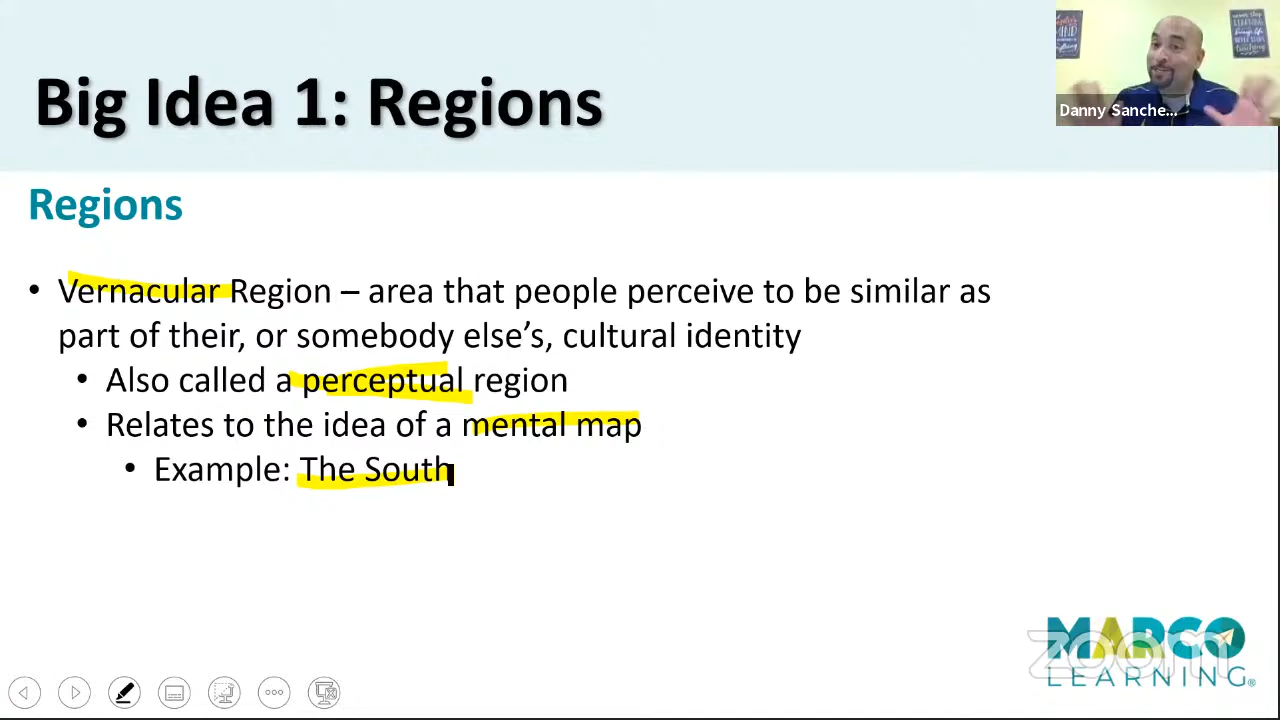 Big Idea 1: Regions
Danny Sanche...
Regions
• Vernacular Region – area that people perceive to be similar as
part of their, or somebody else's, cultural identity
• Also called a perceptual region
• Relates to the idea of a mental map
• Example: The South
MARCO
zoom
LEARNING®